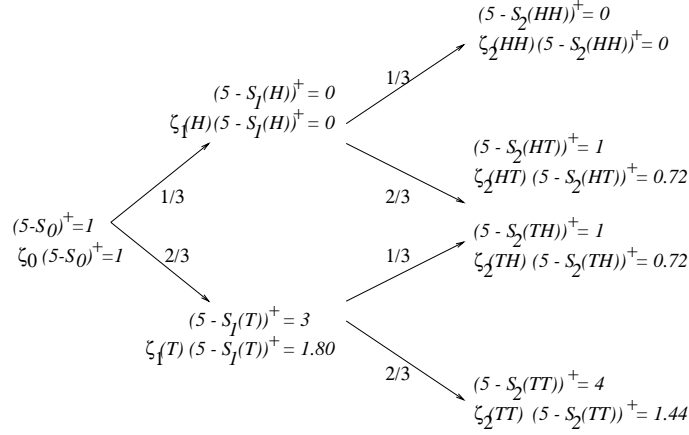 (5 - S₂(HH))⁺ = 0
ζ₂(HH) (5 - S₂(HH))⁺ = 0
1/3
(5 - S₁(H))⁺ = 0
ζ₁(H) (5 - S₁(H))⁺ = 0
(5 - S₂(HT))⁺ = 1
ζ₂(HT) (5 - S₂(HT))⁺ = 0.72
2/3
1/3
(5-S₀)⁺=1
ζ₀ (5-S₀)⁺=1
(5 - S₂(TH))⁺ = 1
ζ₂(TH) (5 - S₂(TH))⁺ = 0.72
1/3
2/3
(5 - S₁(T))⁺ = 3
ζ₁(T) (5 - S₁(T))⁺ = 1.80
2/3
(5 - S₂(TT))⁺ = 4
ζ₂(TT) (5 - S₂(TT))⁺ = 1.44